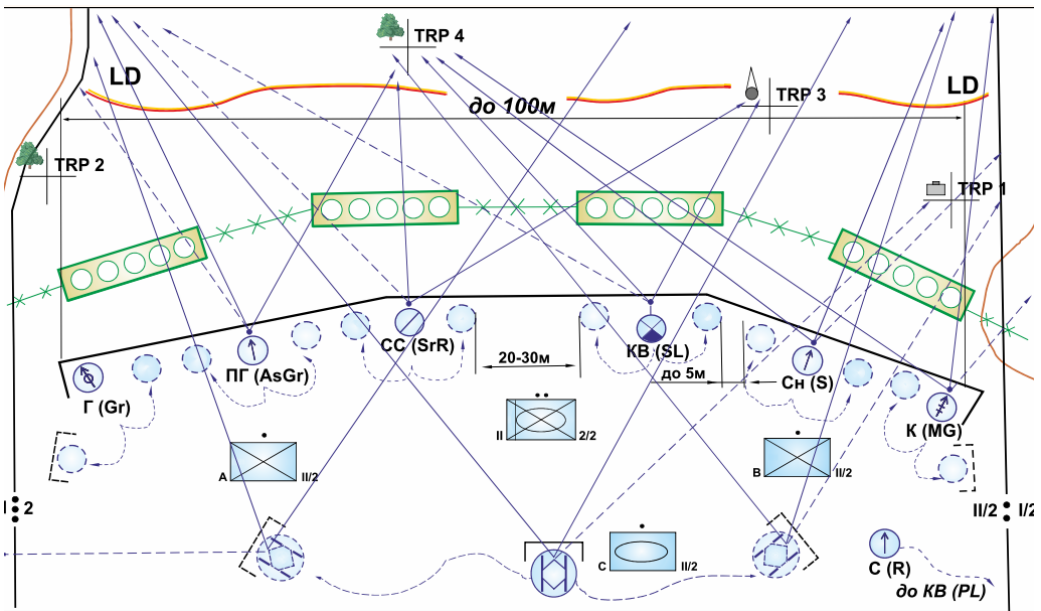 TRP 4
LD
LD
TRP 3
до 100м
TRP 2
TRP 1
СС (SrR)
КВ (SL)
20-30м
до 5м
ПГ (AsGr)
Сн (S)
Г (Gr)
К (MG)
II
2/2
А
II/2
В
II/2
2
II/2
I/2
С
II/2
С (R)
до КВ (PL)